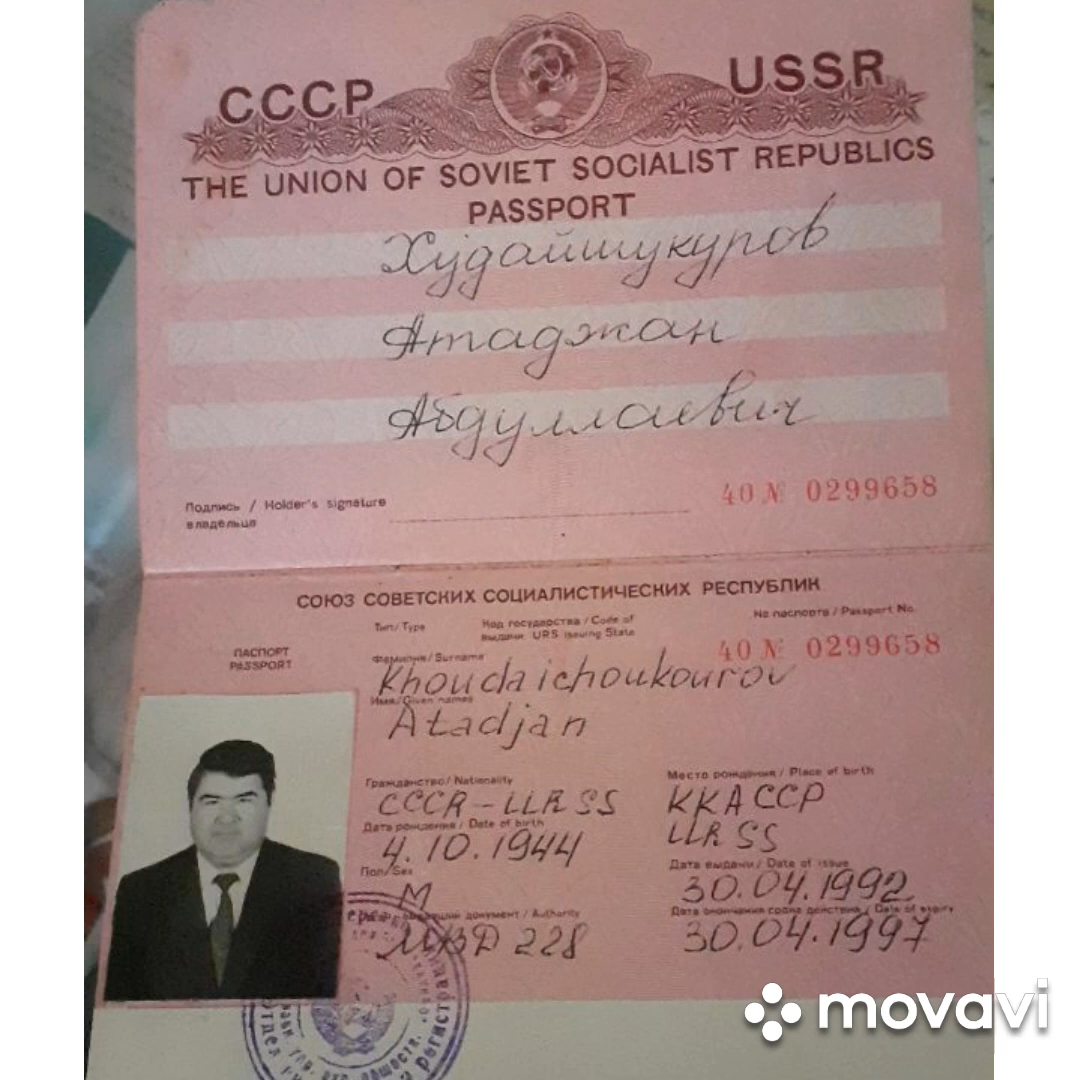 СССР
USSR
THE UNION OF SOVIET SOCIALIST REPUBLICS
PASSPORT
Худайшукуров
Атаджан
Абдуллаевич
Подпись / Holder's signature
владельца
40 № 0299658
СОЮЗ СОВЕТСКИХ СОЦИАЛИСТИЧЕСКИХ РЕСПУБЛИК
ПАСПОРТ
PASSPORT
Тип/Type
Код государства / Code of
выдачи URS issuing State
No паспорта / Passport No.
40 № 0299658
Фамилия/Surname
Khoudaichoukourov
Имя/Given names
Atadjan
Гражданство/Nationality
СССР-URSS
Место рождения / Place of birth
ККАССР
URSS
Дата рождения / Date of birth
4.10.1944
Дата выдачи / Date of issue
30.04.1992
Пол/Sex
М
Дата окончания срока действия / Date of expiry
30.04.1997
документ / Authority
МВД 228
movavi